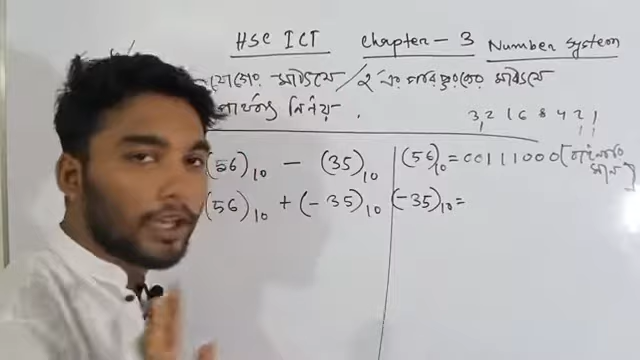 HSC ICT Chapter - 3 Number System
যোগের মাধ্যমে / 2 এর পরিপূরকের মাধ্যমে
পার্থক্য নির্ণয়.
32 16 8 4 2 1
(56)₁₀ - (35)₁₀
(56)₁₀ + (-35)₁₀
(56)₁₀ = 00111000 (মান)
(-35)₁₀ =